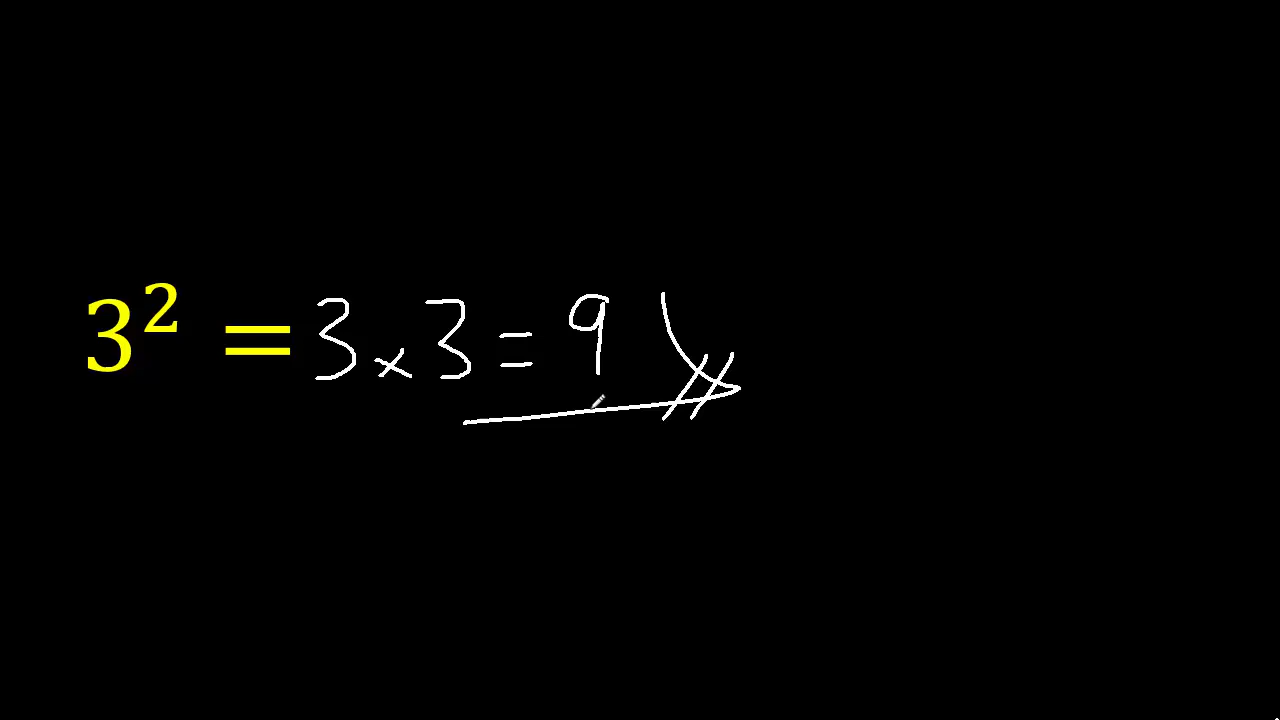 3² = 3 × 3 = 9